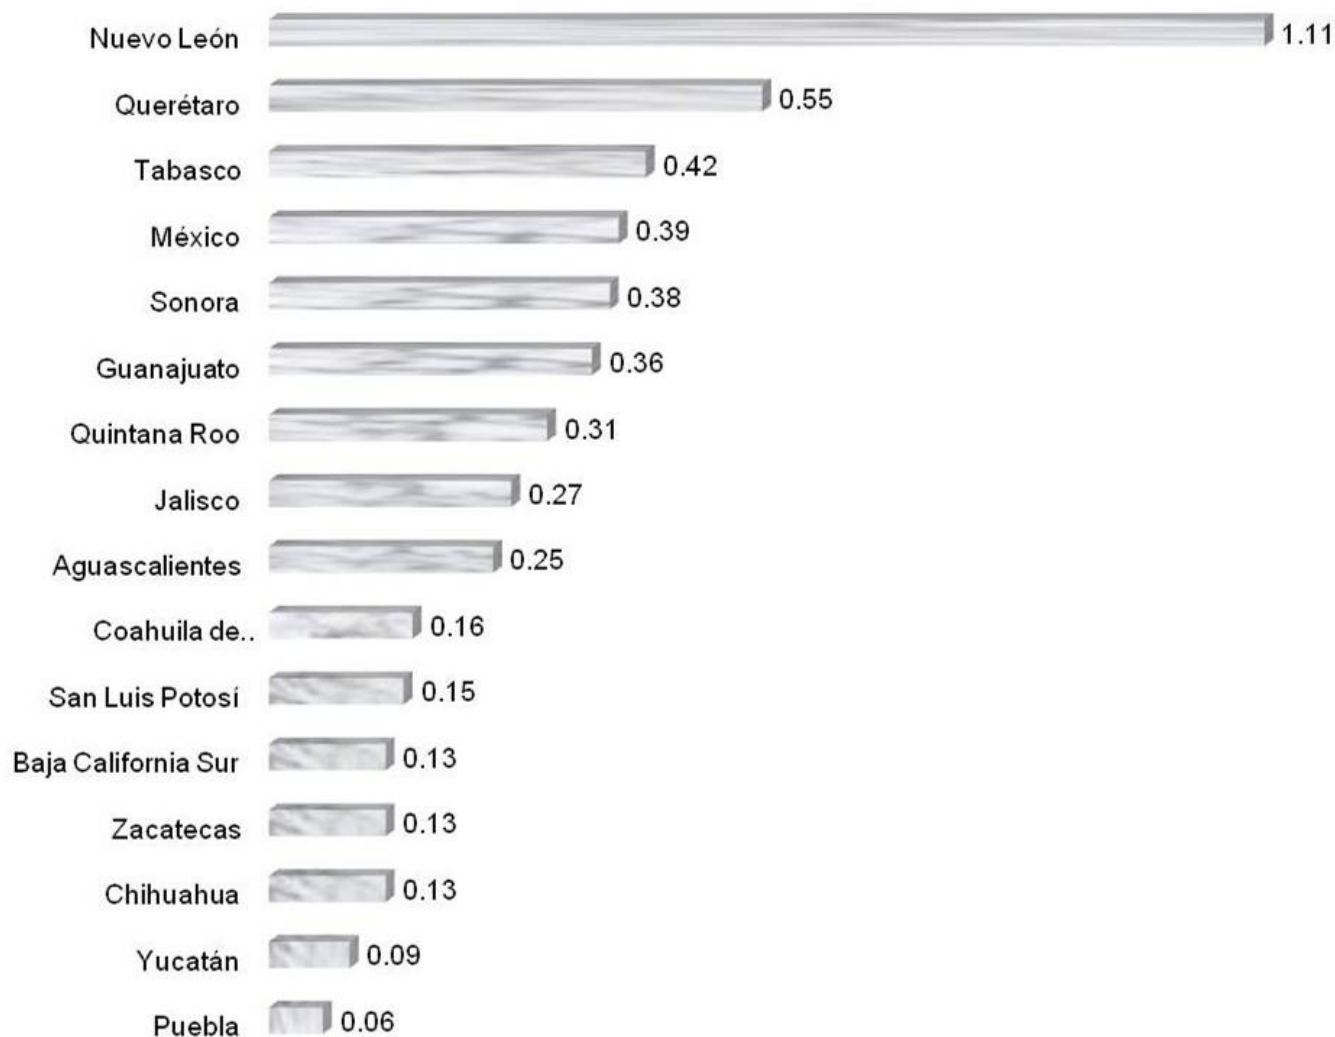 Nuevo León 1.11
Querétaro 0.55
Tabasco 0.42
México 0.39
Sonora 0.38
Guanajuato 0.36
Quintana Roo 0.31
Jalisco 0.27
Aguascalientes 0.25
Coahuila de.. 0.16
San Luis Potosí 0.15
Baja California Sur 0.13
Zacatecas 0.13
Chihuahua 0.13
Yucatán 0.09
Puebla 0.06